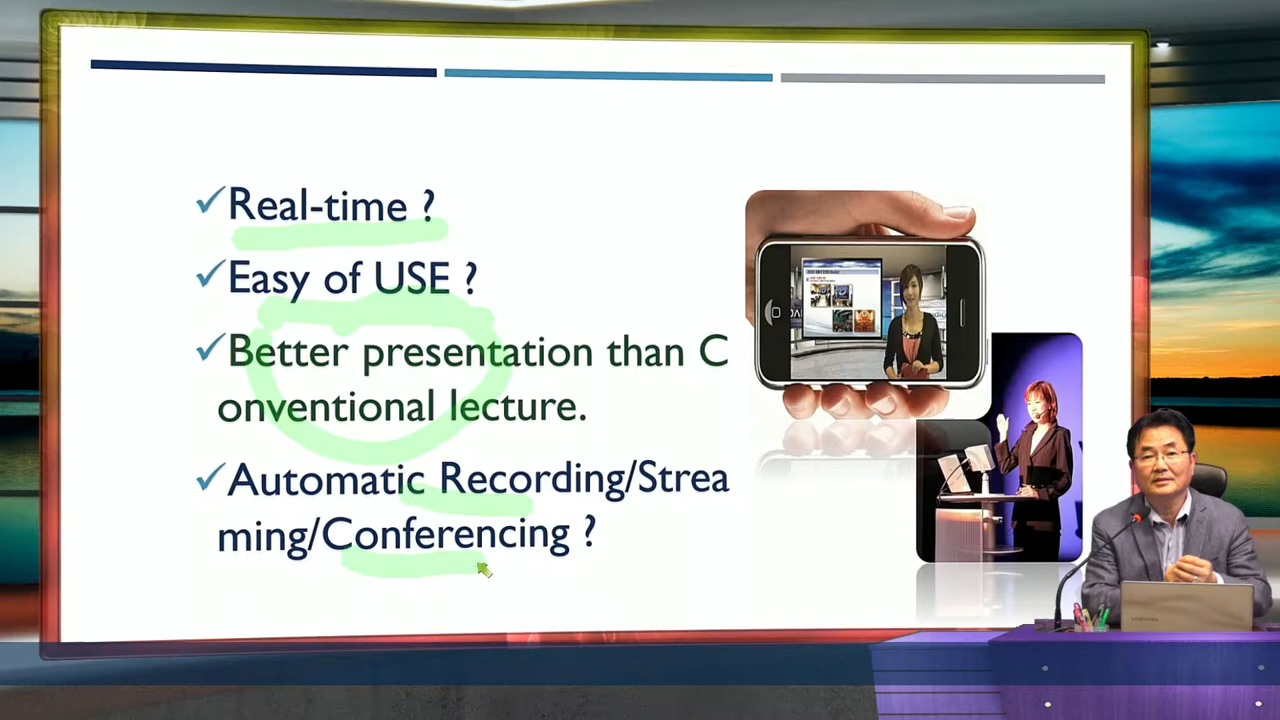 Real-time ?
Easy of USE ?
Better presentation than C
onventional lecture.
Automatic Recording/Strea
ming/Conferencing ?